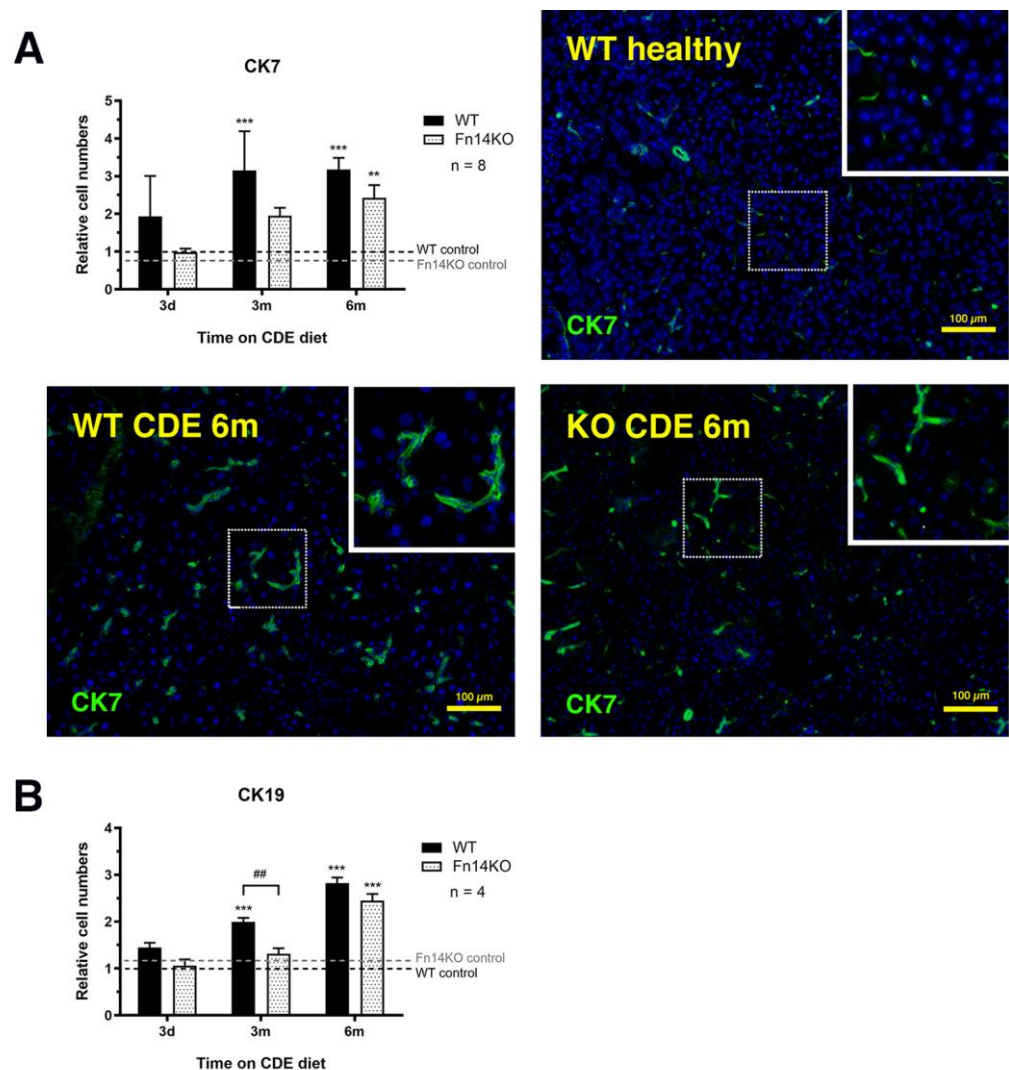 A
CK7
Relative cell numbers
5
4
3
2
1
0
*** *** **
WT
Fn14KO
n = 8
WT control
Fn14KO control
3d 3m 6m
Time on CDE diet
WT healthy
CK7
100 µm
WT CDE 6m
CK7
100 µm
KO CDE 6m
CK7
100 µm
B
CK19
Relative cell numbers
4
3
2
1
0
*** ## *** ***
WT
Fn14KO
n = 4
Fn14KO control
WT control
3d 3m 6m
Time on CDE diet